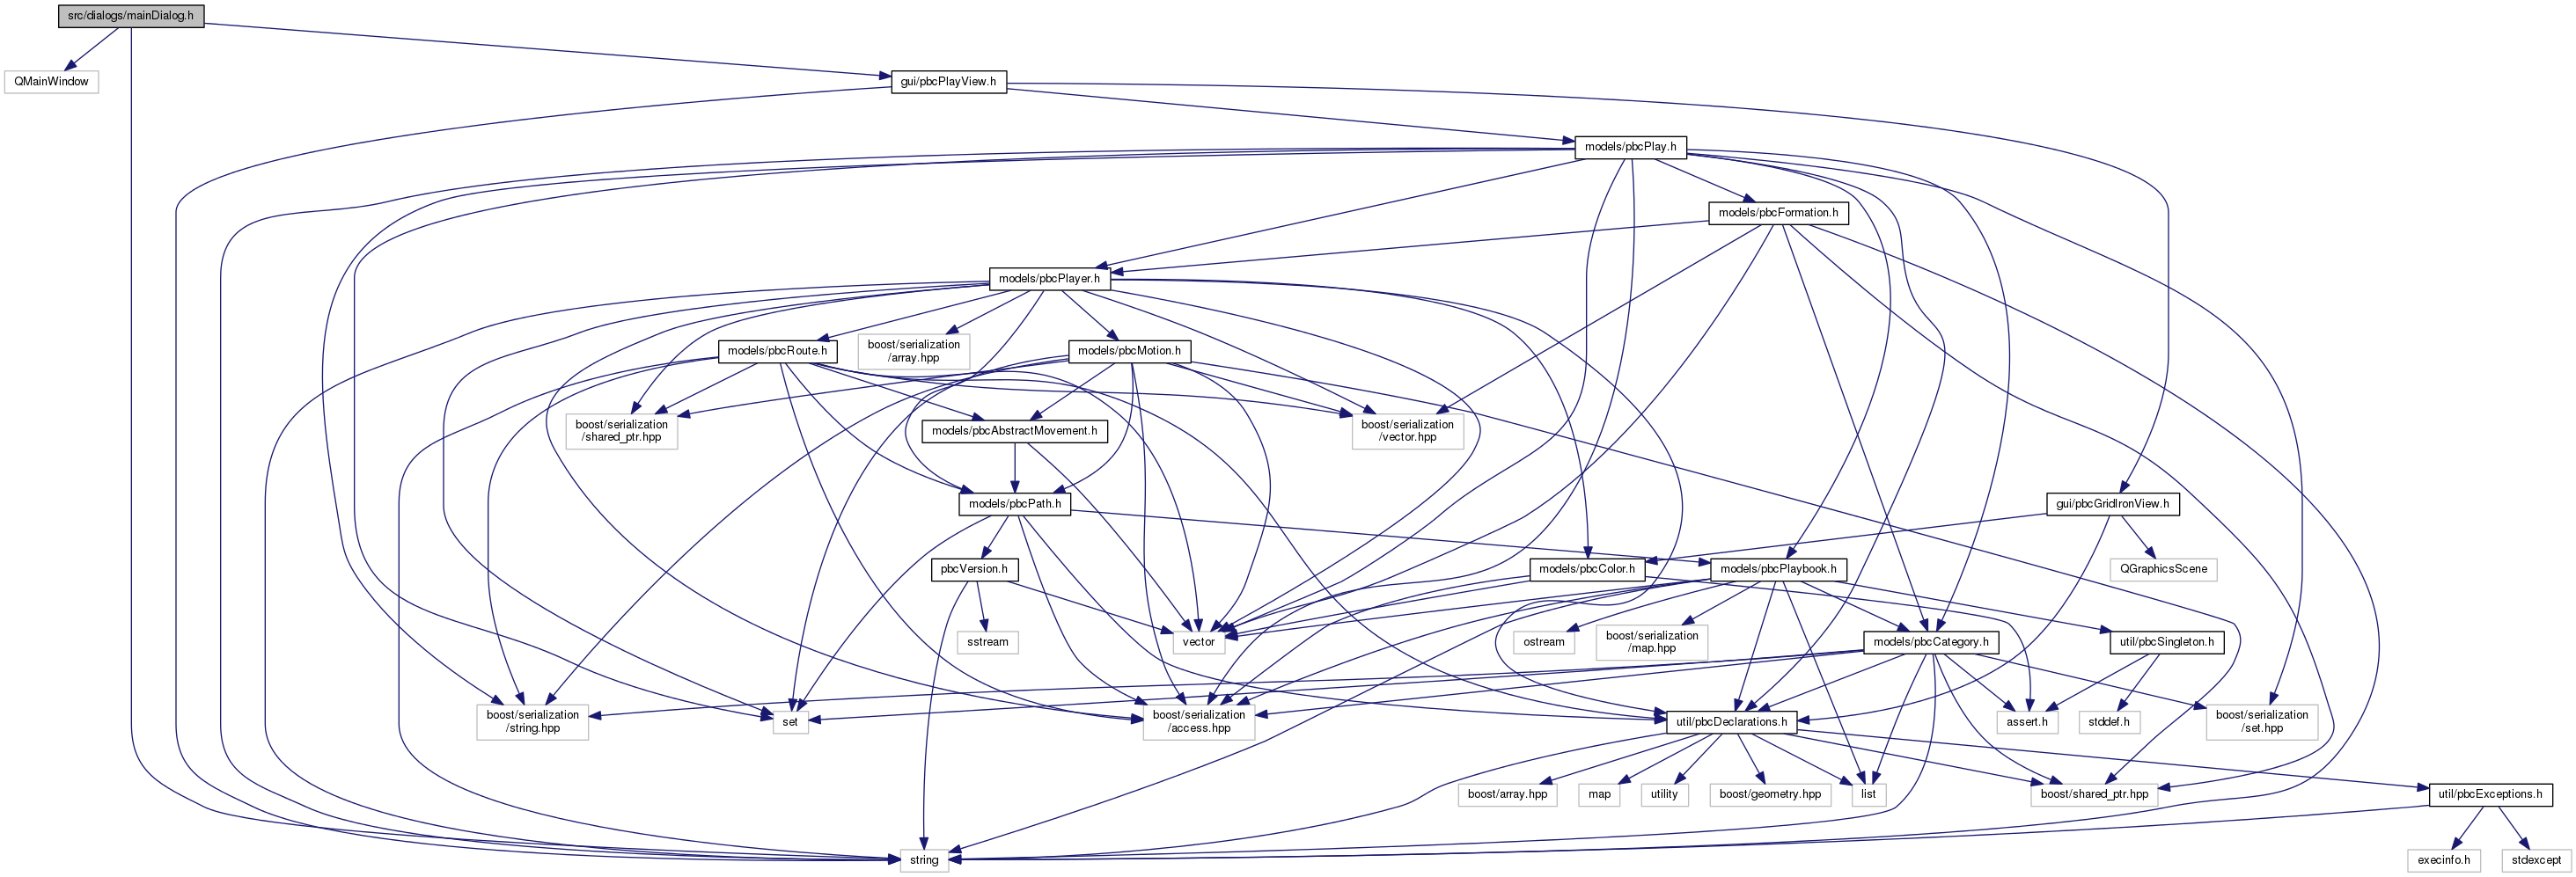 src/dialogs/mainDialog.h
QMainWindow
gui/pbcPlayView.h
models/pbcPlay.h
models/pbcFormation.h
models/pbcPlayer.h
boost/serialization
/array.hpp
models/pbcRoute.h
models/pbcMotion.h
boost/serialization
/shared_ptr.hpp
models/pbcAbstractMovement.h
boost/serialization
/vector.hpp
models/pbcPath.h
gui/pbcGridIronView.h
pbcVersion.h
models/pbcColor.h
models/pbcPlaybook.h
QGraphicsScene
sstream
vector
ostream
boost/serialization
/map.hpp
models/pbcCategory.h
util/pbcSingleton.h
boost/serialization
/string.hpp
set
boost/serialization
/access.hpp
util/pbcDeclarations.h
assert.h
stddef.h
boost/serialization
/set.hpp
boost/array.hpp
map
utility
boost/geometry.hpp
list
boost/shared_ptr.hpp
util/pbcExceptions.h
string
execinfo.h
stdexcept